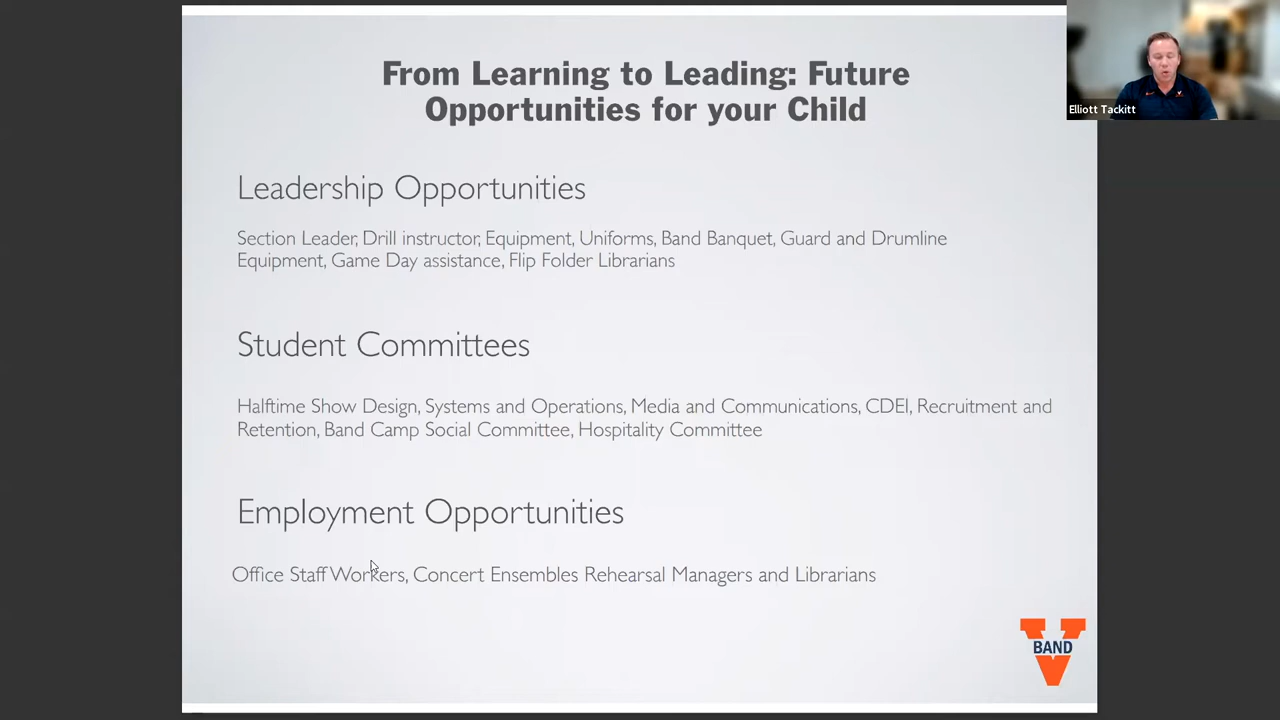 From Learning to Leading: Future
Opportunities for your Child
Elliott Tackitt
Leadership Opportunities
Section Leader, Drill instructor, Equipment, Uniforms, Band Banquet, Guard and Drumline
Equipment, Game Day assistance, Flip Folder Librarians
Student Committees
Halftime Show Design, Systems and Operations, Media and Communications, CDEI, Recruitment and
Retention, Band Camp Social Committee, Hospitality Committee
Employment Opportunities
Office Staff Workers, Concert Ensembles Rehearsal Managers and Librarians
V
BAND